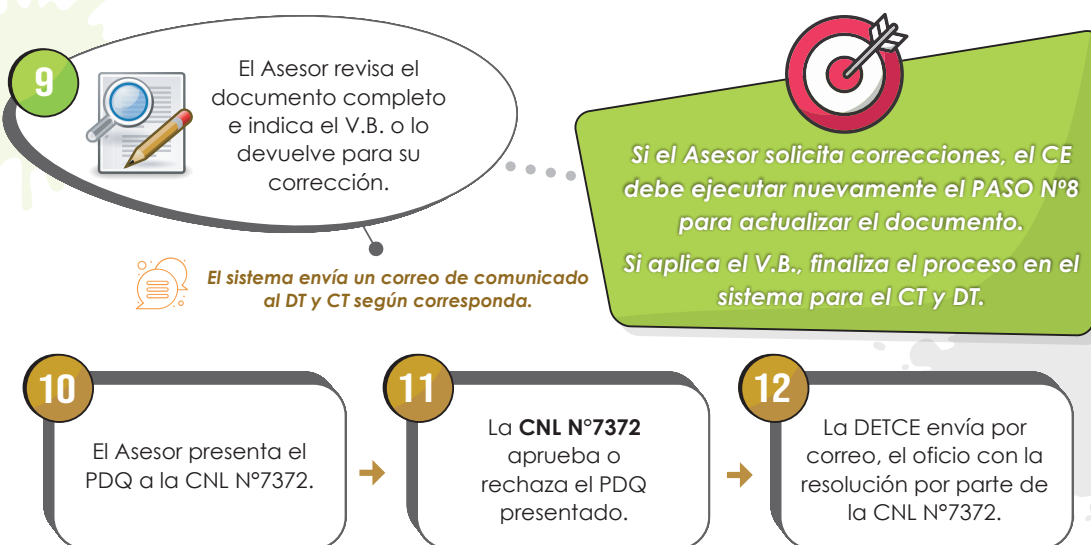 9
El Asesor revisa el
documento completo
e indica el V.B. o lo
devuelve para su
corrección.
Si el Asesor solicita correcciones, el CE
debe ejecutar nuevamente el PASO Nº8
para actualizar el documento.
Si aplica el V.B., finaliza el proceso en el
sistema para el CT y DT.
El sistema envía un correo de comunicado
al DT y CT según corresponda.
10
El Asesor presenta el
PDQ a la CNL N°7372.
11
La CNL N°7372
aprueba o
rechaza el PDQ
presentado.
12
La DETCE envía por
correo, el oficio con la
resolución por parte de
la CNL N°7372.